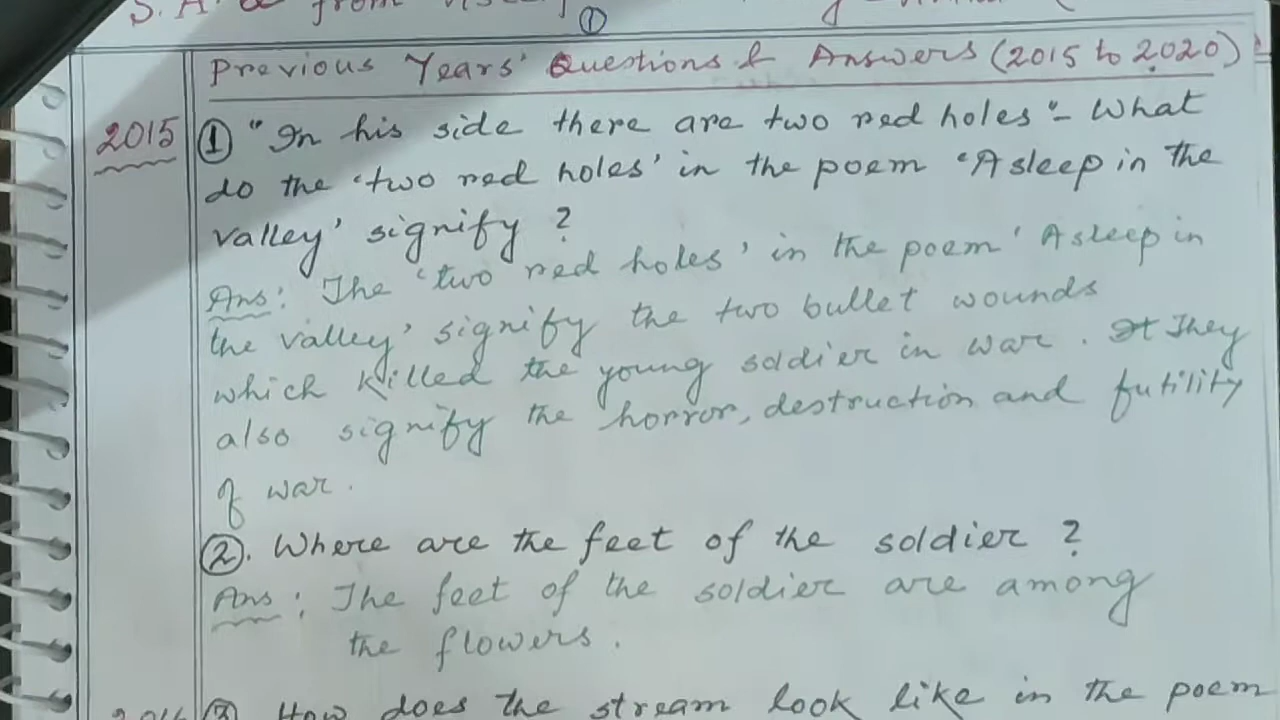 S. A.
from
①
Previous Years' Questions & Answers (2015 to 2020)
2015 ① "In his side there are two red holes" - What
do the 'two red holes' in the poem 'Asleep in the
valley' signify?
Ans: The 'two red holes' in the poem 'Asleep in
the valley' signify the two bullet wounds
which killed the young soldier in war. It They
also signify the horror, destruction and futility
of war.
②. Where are the feet of the soldier?
Ans: The feet of the soldier are among
the flowers.
2016 ③ How does the stream look like in the poem